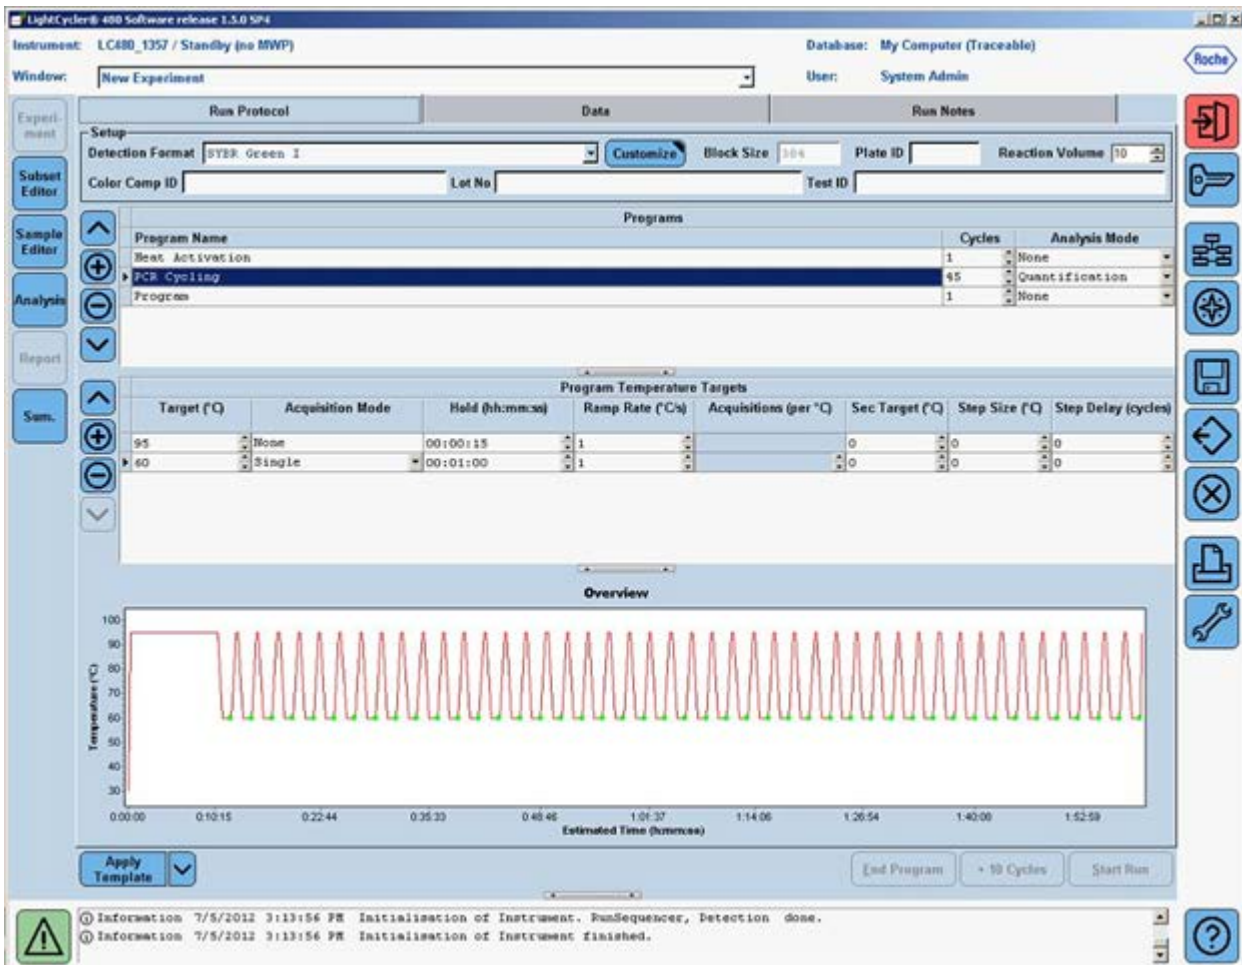 LightCycler® 480 Software release 1.5.0 SP4
Instrument: LC480_1357 / Standby (no MWP) Database: My Computer (Traceable)
Window: New Experiment User: System Admin
Roche
Experi-
ment
Subset
Editor
Sample
Editor
Analysis
Report
Sum.
Run Protocol Data Run Notes
Setup
Detection Format SYBR Green I Customize Block Size 384 Plate ID Reaction Volume 10
Color Comp ID Lot No Test ID
Programs
Program Name Cycles Analysis Mode
Heat Activation 1 None
PCR Cycling 45 Quantification
Program 1 None
Program Temperature Targets
Target (°C) Acquisition Mode Hold (hh:mm:ss) Ramp Rate (°C/s) Acquisitions (per °C) Sec Target (°C) Step Size (°C) Step Delay (cycles)
95 None 00:00:15 1 0 0 0
60 Single 00:01:00 1 0 0 0
Overview
Temperature (°C)
100
90
80
70
60
50
40
30
0:00:00 0:10:15 0:22:44 0:35:33 0:48:46 1:01:37 1:14:06 1:26:54 1:40:00 1:52:59
Estimated Time (h:mm:ss)
Apply
Template
End Program + 10 Cycles Start Run
Information 7/5/2012 3:13:56 PM Initialisation of Instrument. RunSequencer, Detection done.
Information 7/5/2012 3:13:56 PM Initialisation of Instrument finished.